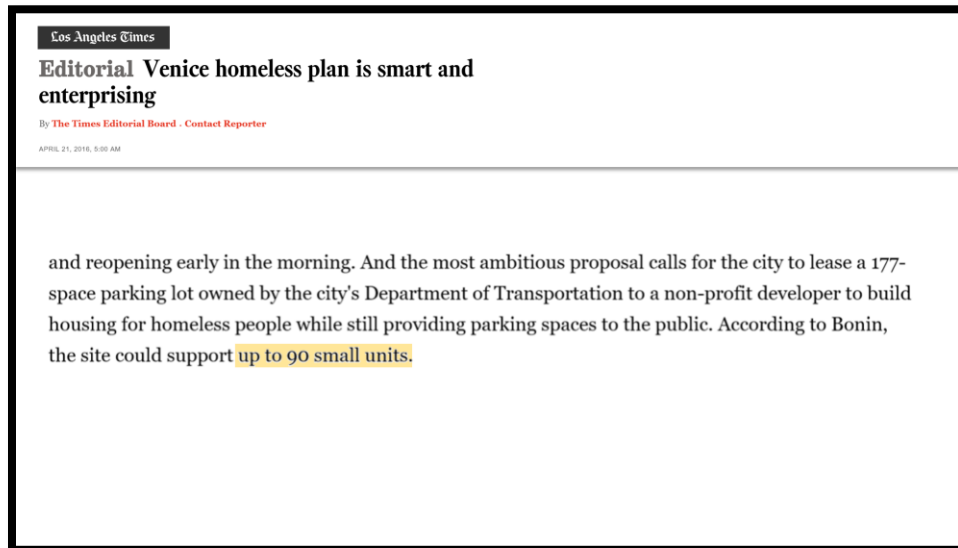 Los Angeles Times
Editorial Venice homeless plan is smart and
enterprising
By The Times Editorial Board . Contact Reporter
APRIL 21, 2016, 5:00 AM
and reopening early in the morning. And the most ambitious proposal calls for the city to lease a 177-
space parking lot owned by the city's Department of Transportation to a non-profit developer to build
housing for homeless people while still providing parking spaces to the public. According to Bonin,
the site could support up to 90 small units.